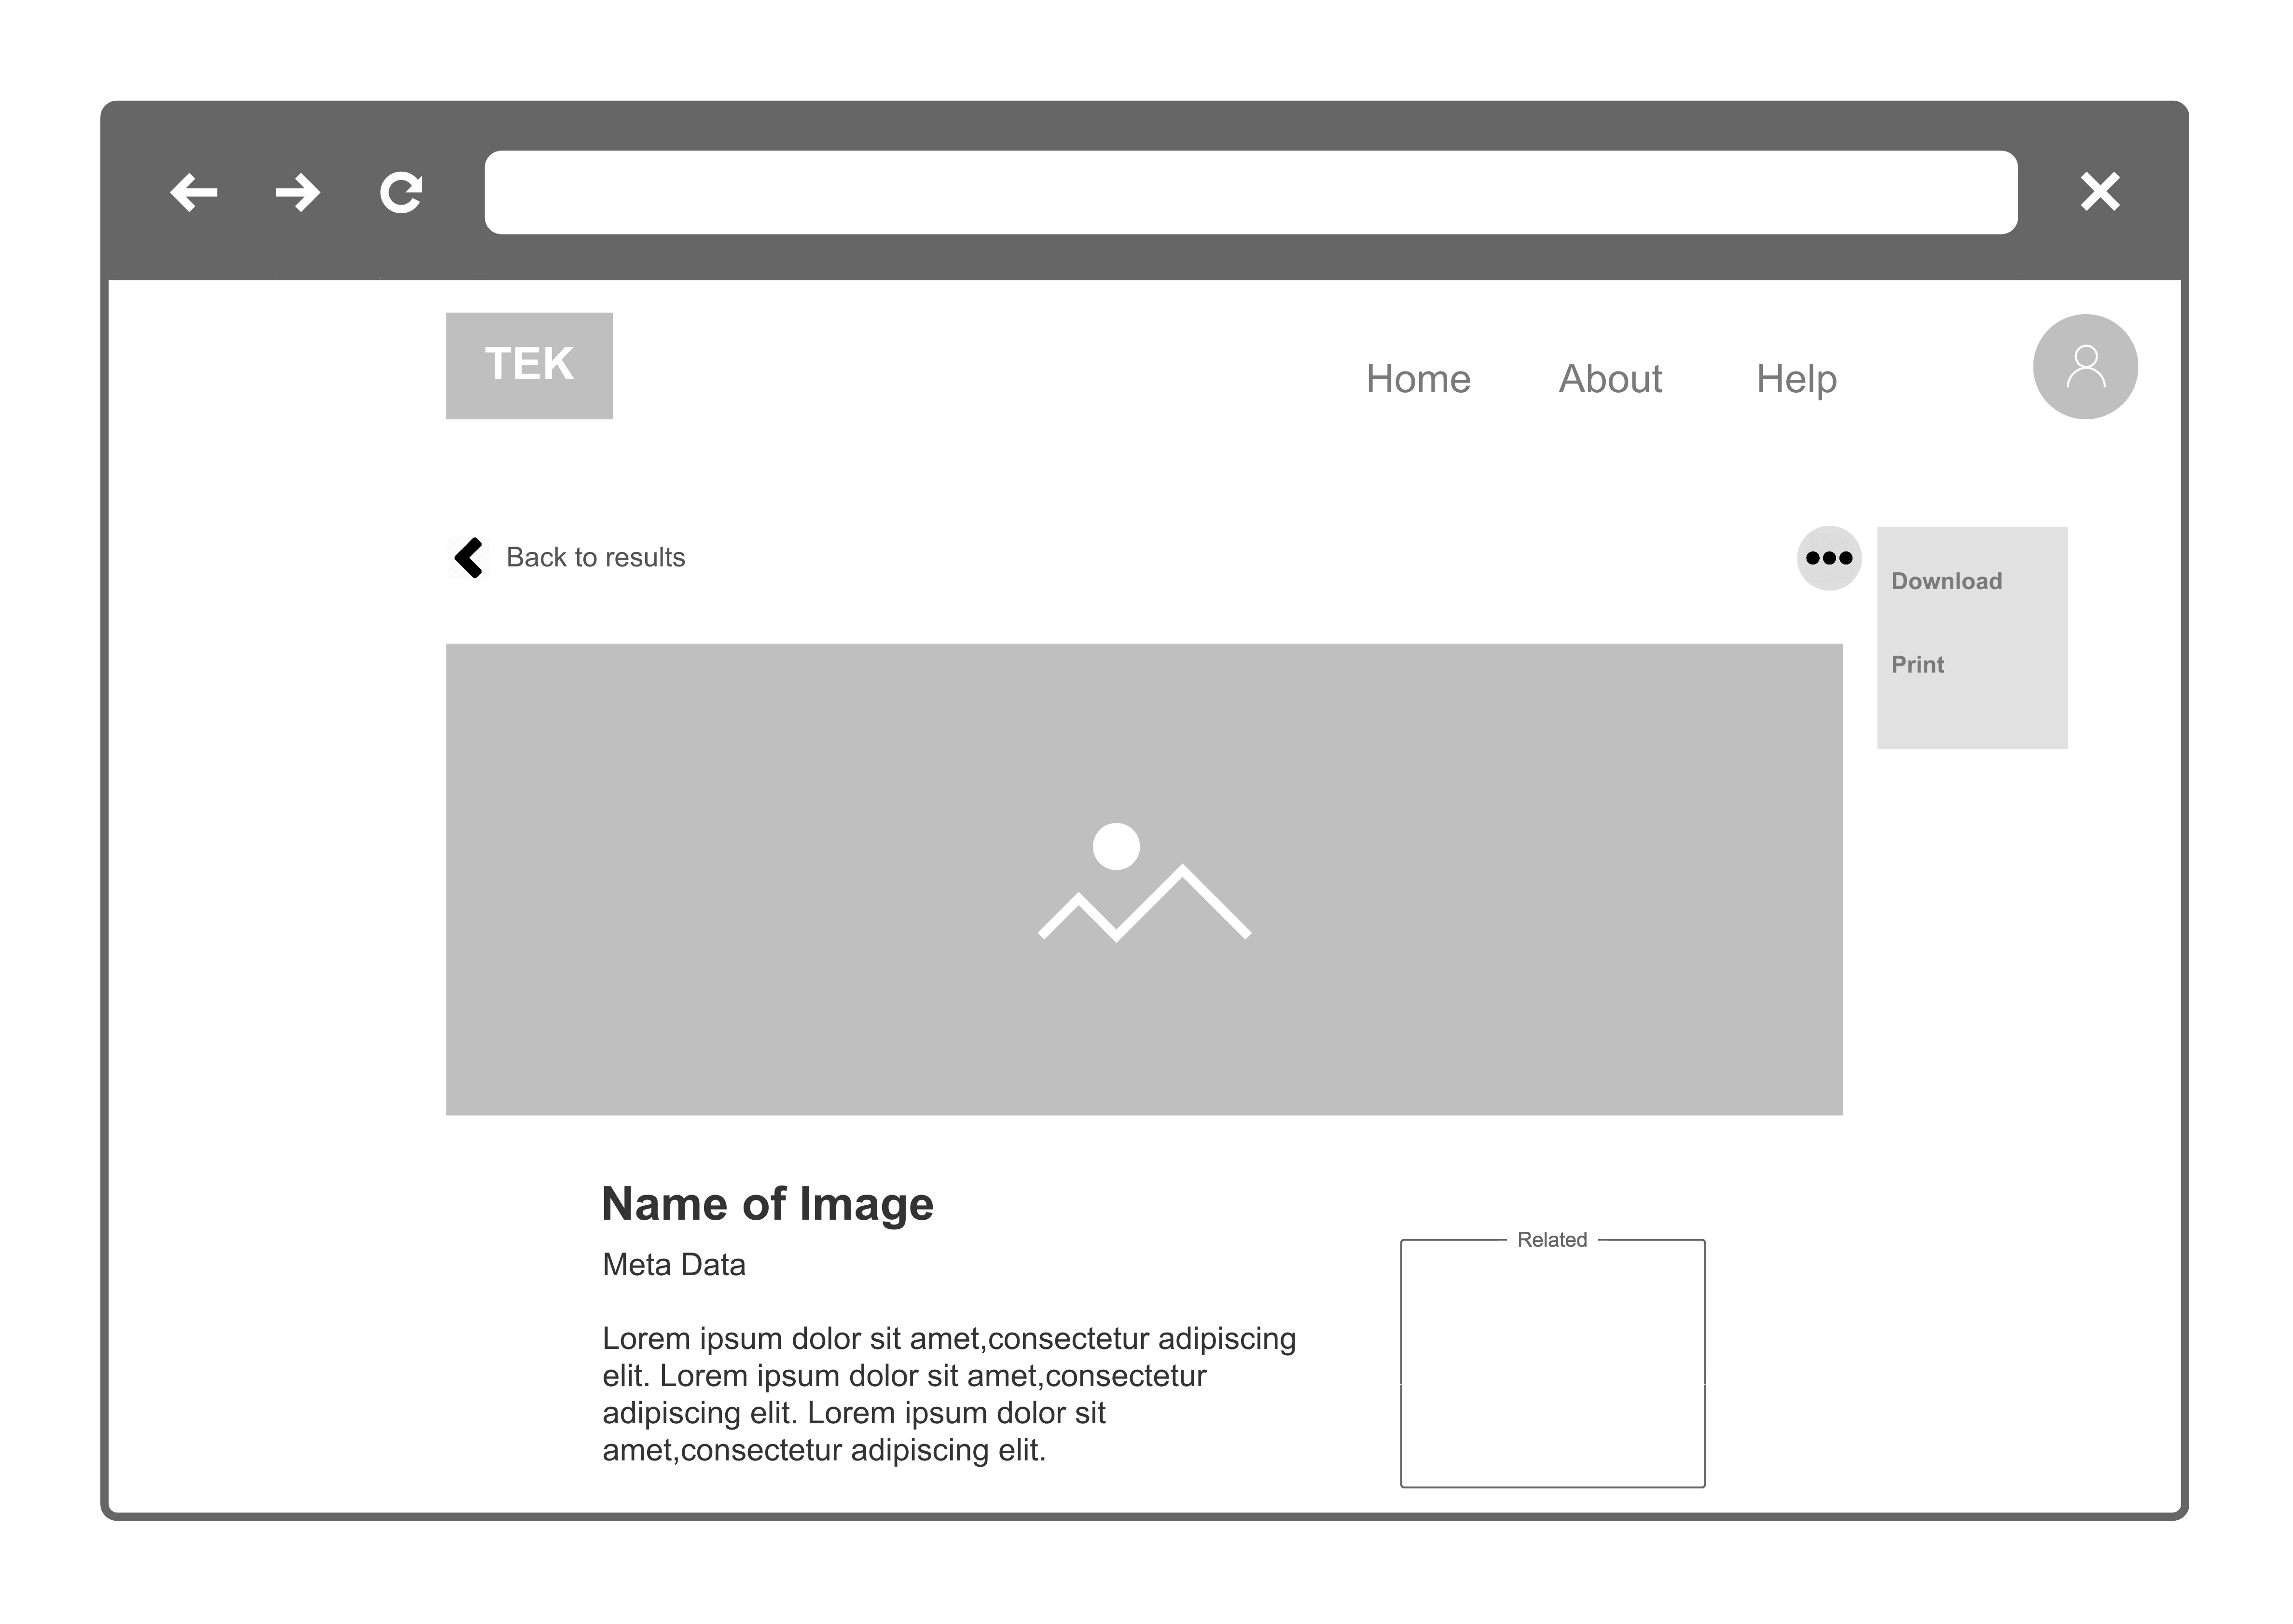 TEK
Home About Help
Back to results
Download
Print
Name of Image
Meta Data
Related
Lorem ipsum dolor sit amet,consectetur adipiscing
elit. Lorem ipsum dolor sit amet,consectetur
adipiscing elit. Lorem ipsum dolor sit
amet,consectetur adipiscing elit.